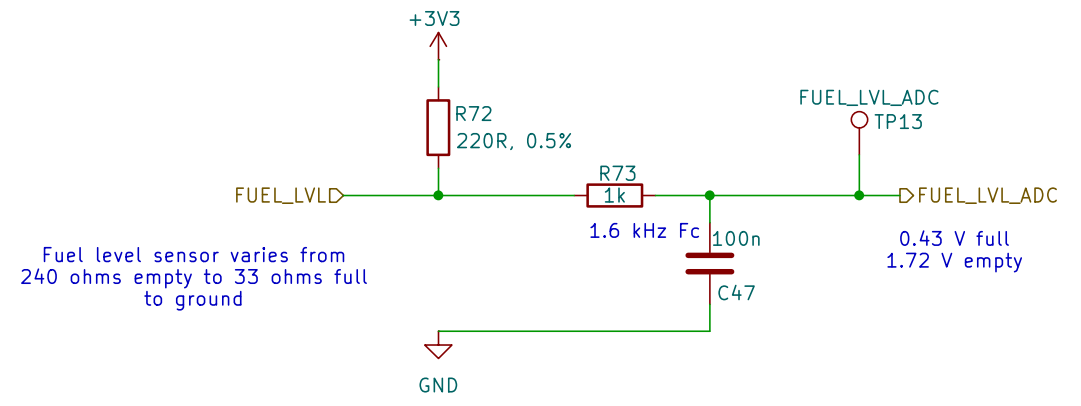 +3V3
R72
220R, 0.5%
FUEL_LVL_ADC
TP13
FUEL_LVL
R73
1k
FUEL_LVL_ADC
1.6 kHz Fc
100n
C47
0.43 V full
1.72 V empty
Fuel level sensor varies from
240 ohms empty to 33 ohms full
to ground
GND